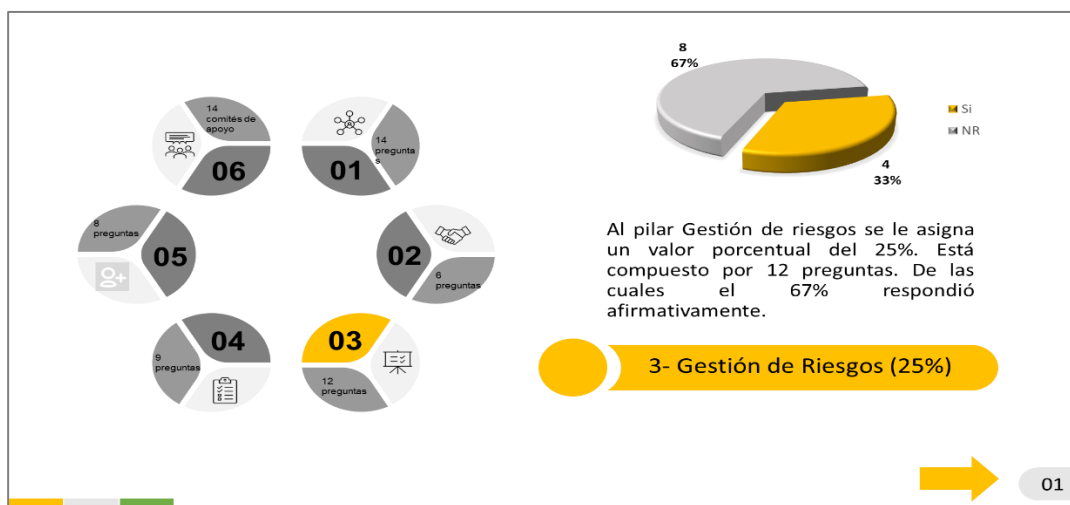 14
comités de
apoyo
06
01
14
pregunta
s
8
preguntas
05
02
6
preguntas
04
9
preguntas
03
12
preguntas
8
67%
4
33%
Si
NR
Al pilar Gestión de riesgos se le asigna
un valor porcentual del 25%. Está
compuesto por 12 preguntas. De las
cuales el 67% respondió
afirmativamente.
3- Gestión de Riesgos (25%)
01